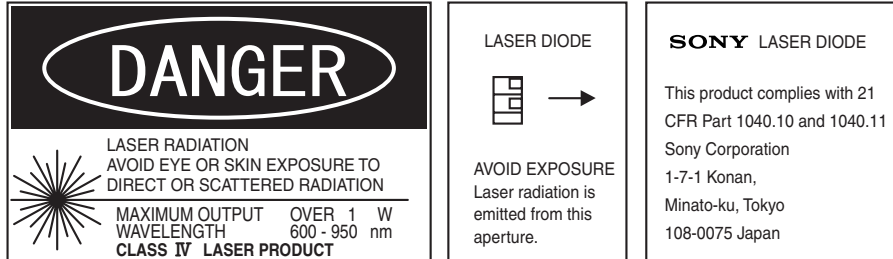 DANGER
LASER RADIATION
AVOID EYE OR SKIN EXPOSURE TO
DIRECT OR SCATTERED RADIATION
MAXIMUM OUTPUT OVER 1 W
WAVELENGTH 600 - 950 nm
CLASS Ⅳ LASER PRODUCT
LASER DIODE
AVOID EXPOSURE
Laser radiation is
emitted from this
aperture.
SONY LASER DIODE
This product complies with 21
CFR Part 1040.10 and 1040.11
Sony Corporation
1-7-1 Konan,
Minato-ku, Tokyo
108-0075 Japan